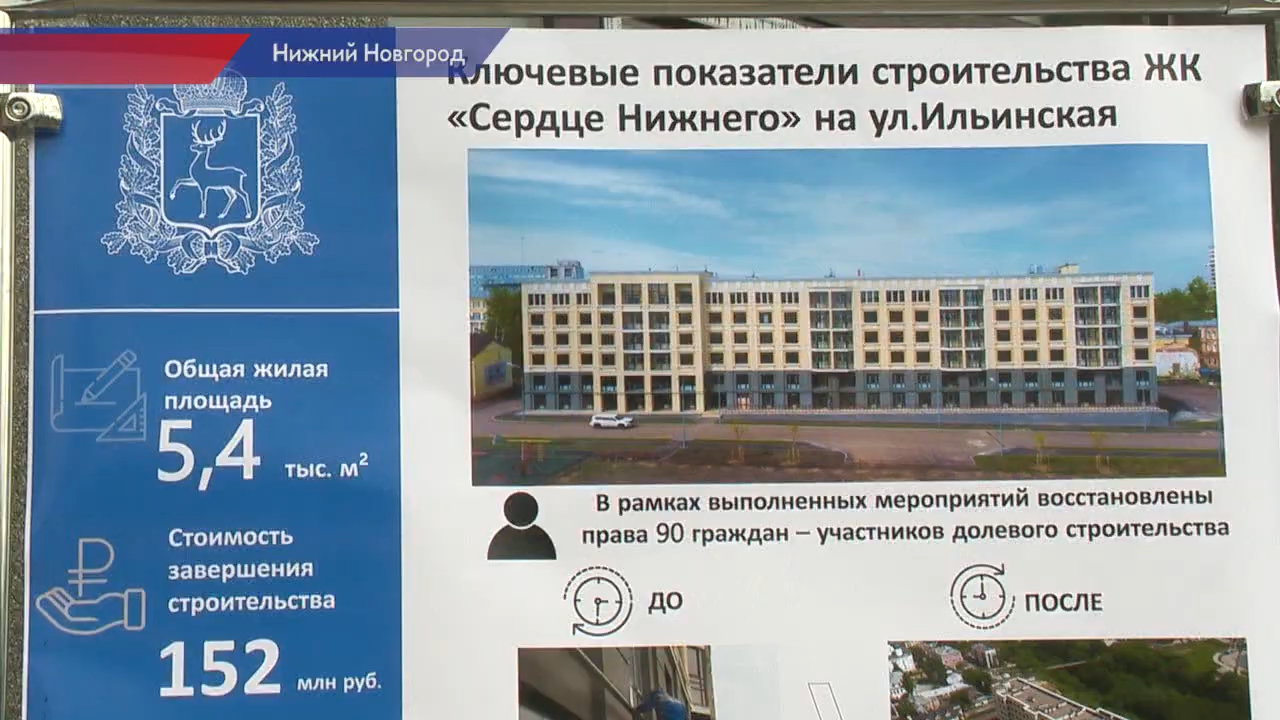 Нижний Новгород
Ключевые показатели строительства ЖК
«Сердце Нижнего» на ул.Ильинская
Общая жилая
площадь
5,4 тыс. м²
Стоимость
завершения
строительства
152 млн руб.
В рамках выполненных мероприятий восстановлены
права 90 граждан – участников долевого строительства
ДО
ПОСЛЕ